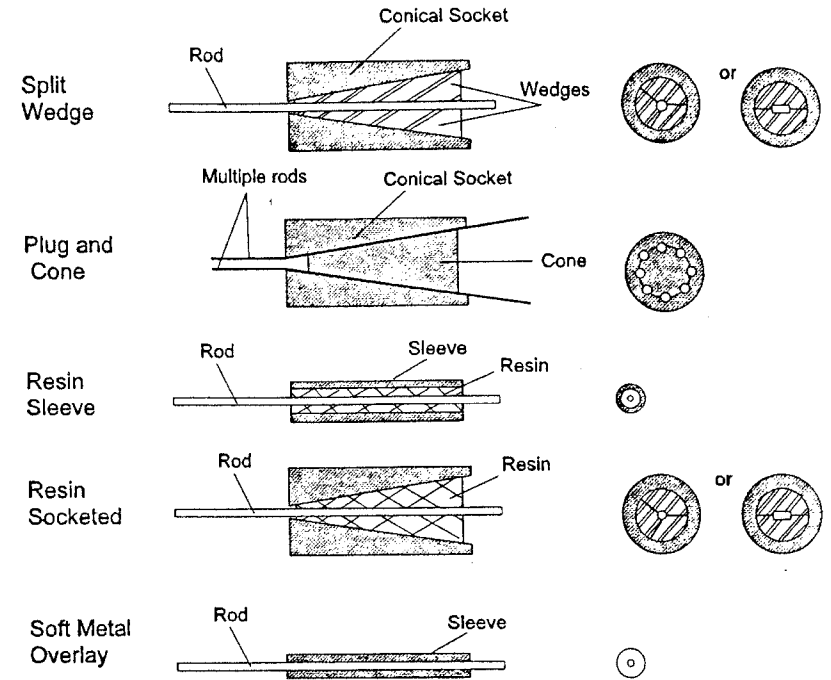 Conical Socket
Rod
Split
Wedge
Wedges
or
Multiple rods
Conical Socket
Plug and
Cone
Cone
Rod
Sleeve
Resin
Resin
Sleeve
Rod
Resin
or
Resin
Socketed
Rod
Sleeve
Soft Metal
Overlay